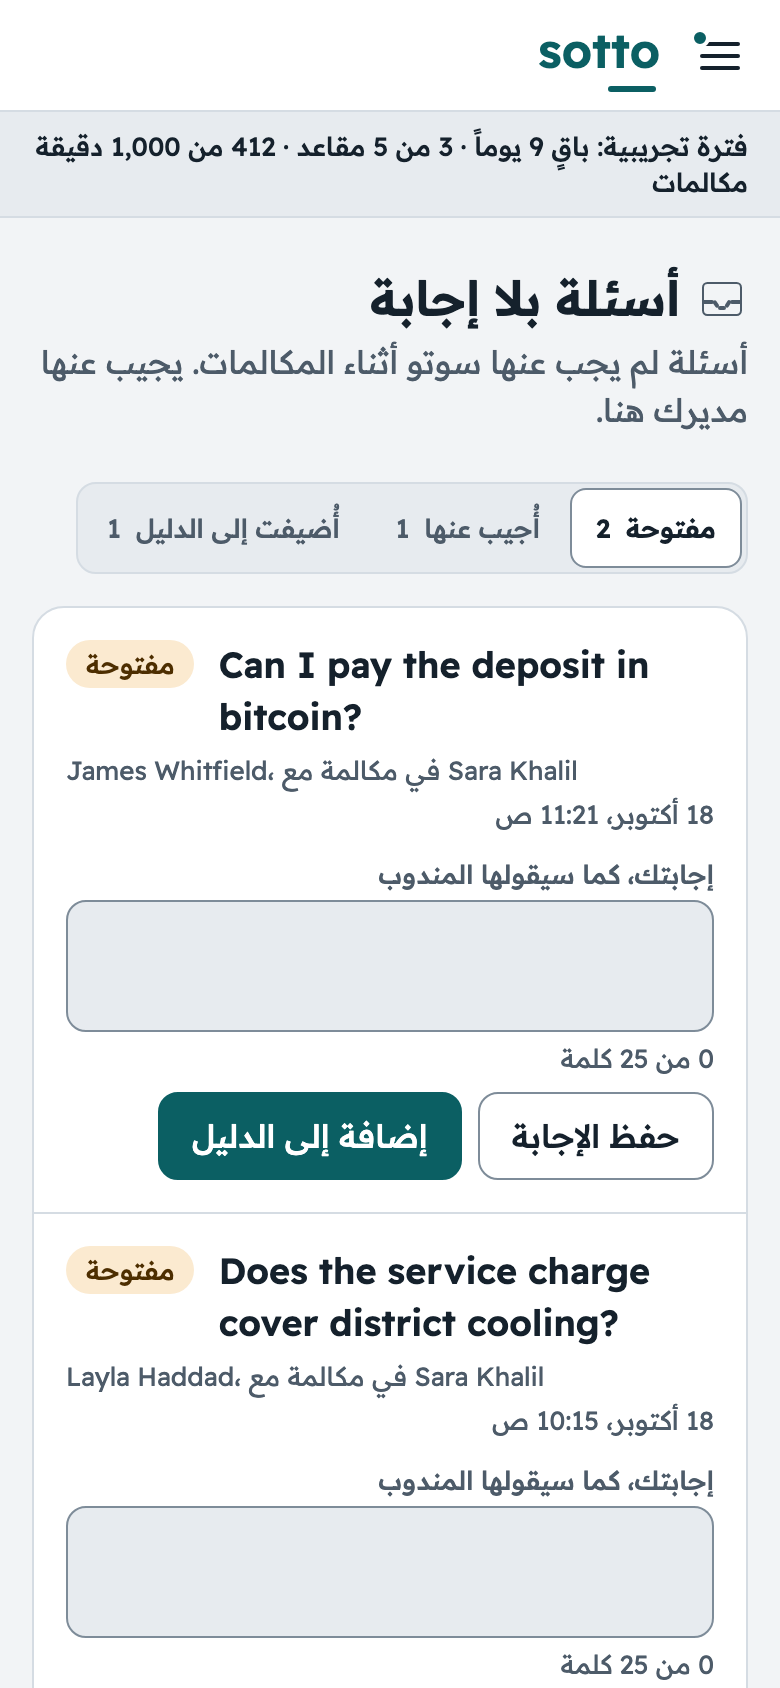 sotto
فترة تجريبية: باقٍ 9 يوماً · 3 من 5 مقاعد · 412 من 1,000 دقيقة
مكالمات
أسئلة بلا إجابة
أسئلة لم يجب عنها سوتو أثناء المكالمات. يجيب عنها
مديرك هنا.
مفتوحة 2
أُجيب عنها 1
أُضيفت إلى الدليل 1
Can I pay the deposit in
bitcoin?
مفتوحة
James Whitfield، في مكالمة مع Sara Khalil
18 أكتوبر، 11:21 ص
إجابتك، كما سيقولها المندوب
0 من 25 كلمة
حفظ الإجابة
إضافة إلى الدليل
Does the service charge
cover district cooling?
مفتوحة
Layla Haddad، في مكالمة مع Sara Khalil
18 أكتوبر، 10:15 ص
إجابتك، كما سيقولها المندوب
0 من 25 كلمة